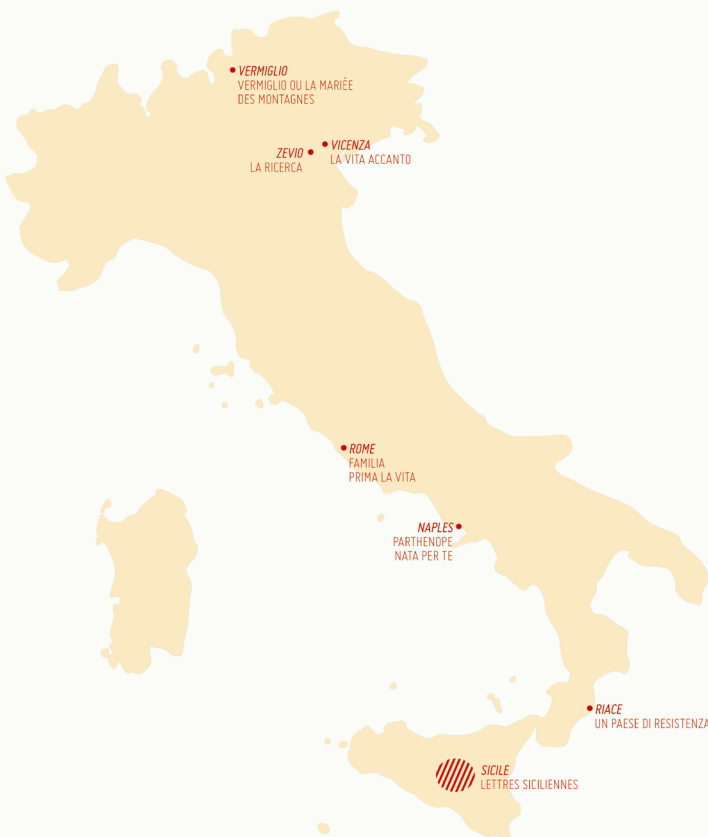 VERMIGLIO
VERMIGLIO OU LA MARIÉE
DES MONTAGNES
VICENZA
LA VITA ACCANTO
ZEVIO
LA RICERCA
ROME
FAMILIA
PRIMA LA VITA
NAPLES
PARTHENOPE
NATA PER TE
RIACE
UN PAESE DI RESISTENZA
SICILE
LETTRES SICILIENNES